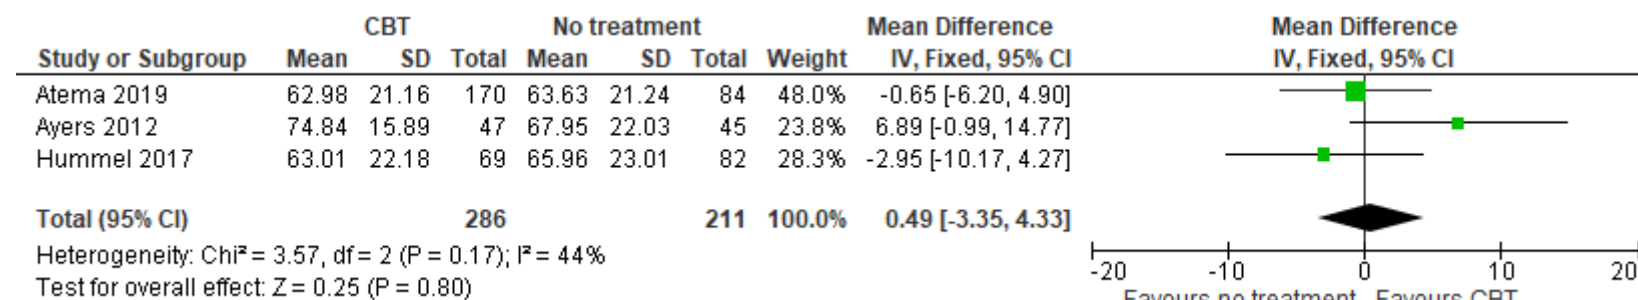 CBT No treatment Mean Difference Mean Difference
Study or Subgroup Mean SD Total Mean SD Total Weight IV, Fixed, 95% CI IV, Fixed, 95% CI
Atema 2019 62.98 21.16 170 63.63 21.24 84 48.0% -0.65 [-6.20, 4.90]
Ayers 2012 74.84 15.89 47 67.95 22.03 45 23.8% 6.89 [-0.99, 14.77]
Hummel 2017 63.01 22.18 69 65.96 23.01 82 28.3% -2.95 [-10.17, 4.27]
Total (95% CI) 286 211 100.0% 0.49 [-3.35, 4.33]
Heterogeneity: Chi² = 3.57, df = 2 (P = 0.17); I² = 44%
Test for overall effect: Z = 0.25 (P = 0.80)
-20 -10 0 10 20
Favours no treatment Favours CBT